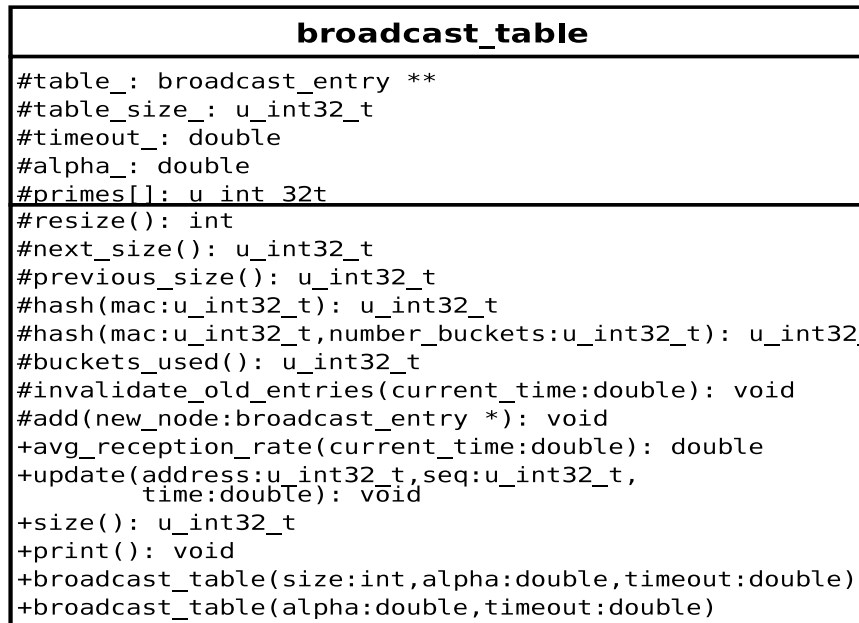 broadcast_table
#table_: broadcast_entry **
#table_size_: u_int32_t
#timeout_: double
#alpha_: double
#primes[]: u_int_32t
#resize(): int
#next_size(): u_int32_t
#previous_size(): u_int32_t
#hash(mac:u_int32_t): u_int32_t
#hash(mac:u_int32_t,number_buckets:u_int32_t): u_int32_
#buckets_used(): u_int32_t
#invalidate_old_entries(current_time:double): void
#add(new_node:broadcast_entry *): void
+avg_reception_rate(current_time:double): double
+update(address:u_int32_t,seq:u_int32_t,
time:double): void
+size(): u_int32_t
+print(): void
+broadcast_table(size:int,alpha:double,timeout:double)
+broadcast_table(alpha:double,timeout:double)